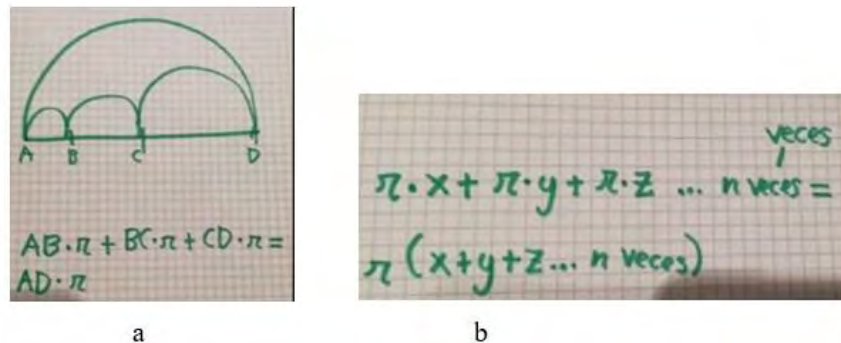 A B C D
AB·π + BC·π + CD·π =
AD·π
veces
π·x + π·y + π·z ... n veces =
π (x+y+z... n veces)
a b